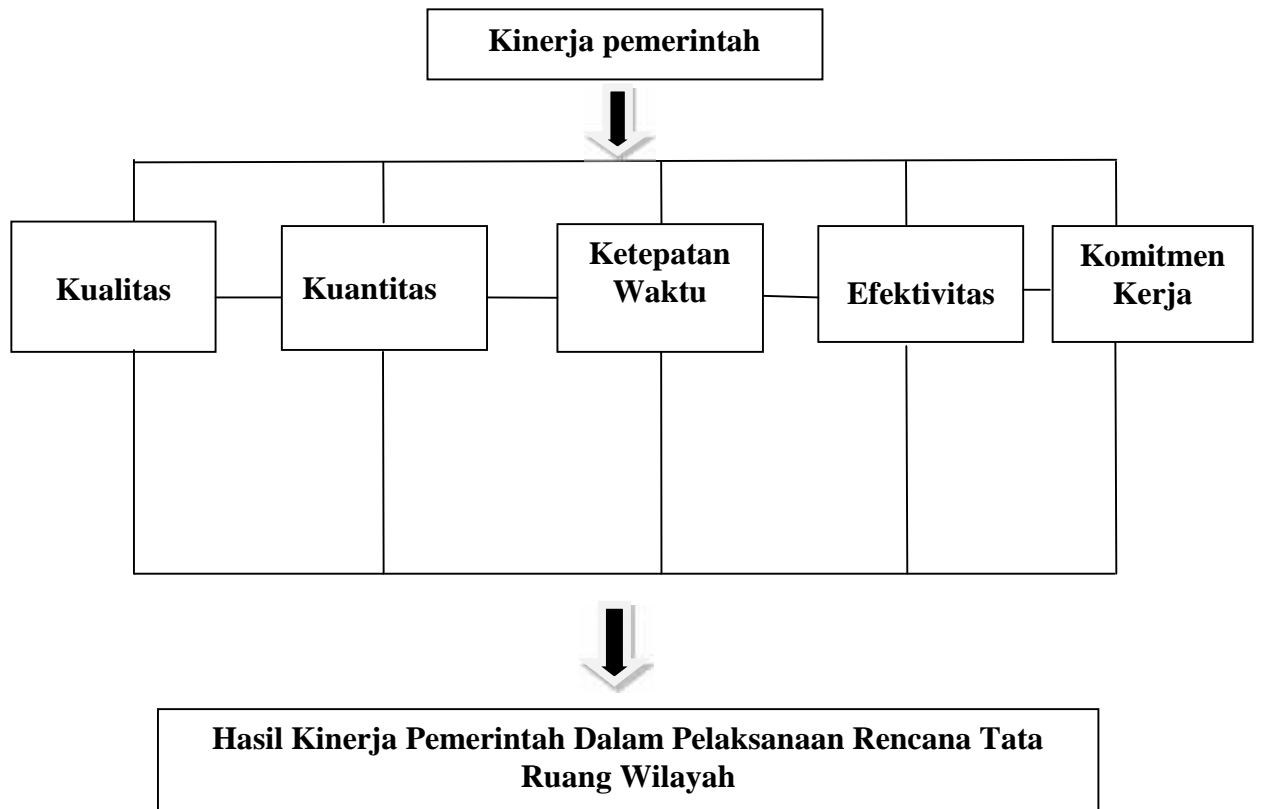 Kinerja pemerintah
Kualitas
Kuantitas
Ketepatan
Waktu
Efektivitas
Komitmen
Kerja
Hasil Kinerja Pemerintah Dalam Pelaksanaan Rencana Tata
Ruang Wilayah